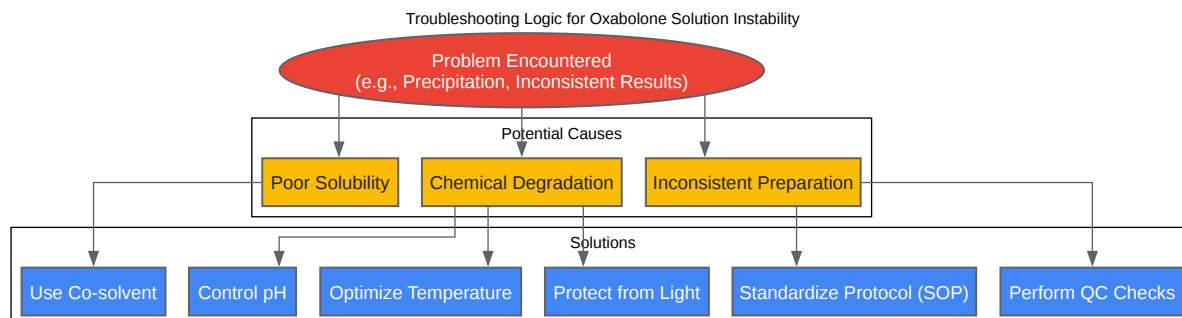 Troubleshooting Logic for Oxabolone Solution Instability
Problem Encountered
(e.g., Precipitation, Inconsistent Results)
Potential Causes
Poor Solubility
Chemical Degradation
Inconsistent Preparation
Solutions
Use Co-solvent
Control pH
Optimize Temperature
Protect from Light
Standardize Protocol (SOP)
Perform QC Checks